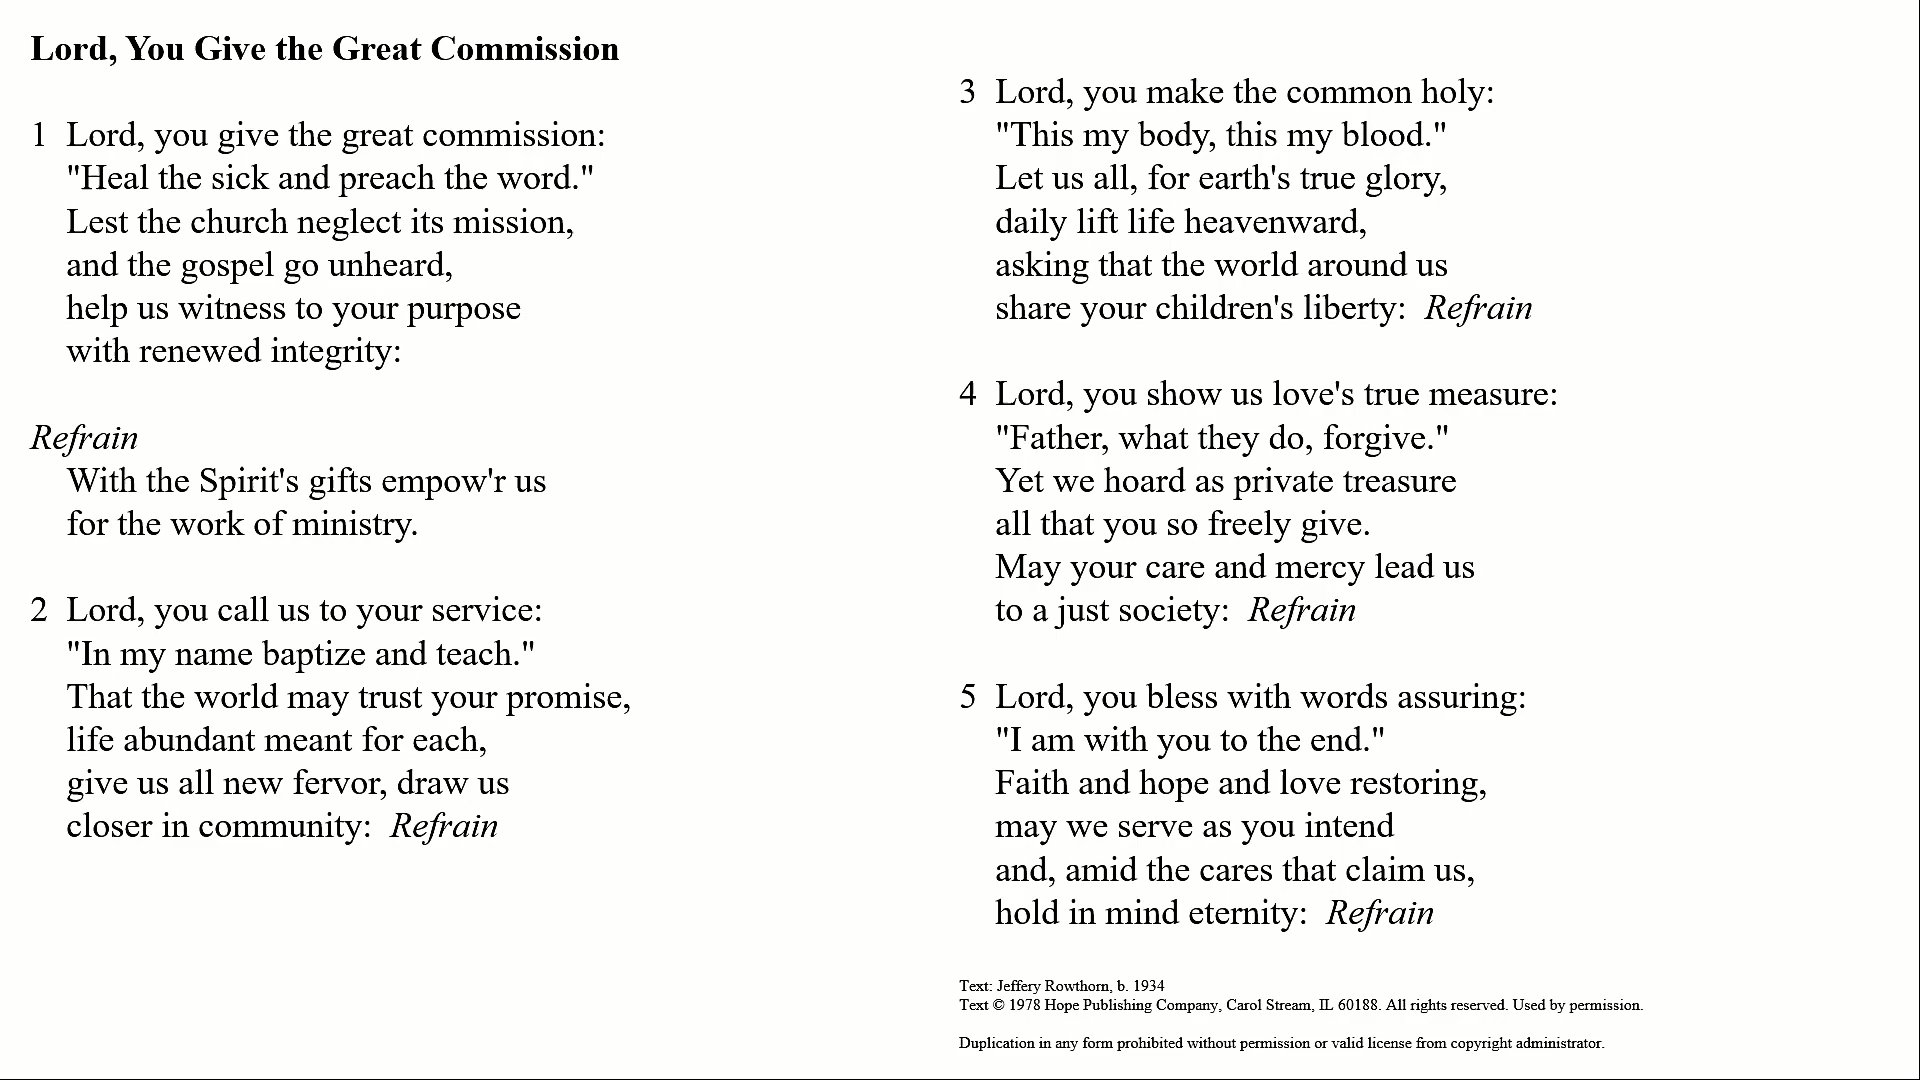 Lord, You Give the Great Commission
1 Lord, you give the great commission:
"Heal the sick and preach the word."
Lest the church neglect its mission,
and the gospel go unheard,
help us witness to your purpose
with renewed integrity:
Refrain
With the Spirit's gifts empow'r us
for the work of ministry.
2 Lord, you call us to your service:
"In my name baptize and teach."
That the world may trust your promise,
life abundant meant for each,
give us all new fervor, draw us
closer in community: Refrain
3 Lord, you make the common holy:
"This my body, this my blood."
Let us all, for earth's true glory,
daily lift life heavenward,
asking that the world around us
share your children's liberty: Refrain
4 Lord, you show us love's true measure:
"Father, what they do, forgive."
Yet we hoard as private treasure
all that you so freely give.
May your care and mercy lead us
to a just society: Refrain
5 Lord, you bless with words assuring:
"I am with you to the end."
Faith and hope and love restoring,
may we serve as you intend
and, amid the cares that claim us,
hold in mind eternity: Refrain
Text: Jeffery Rowthorn, b. 1934
Text © 1978 Hope Publishing Company, Carol Stream, IL 60188. All rights reserved. Used by permission.
Duplication in any form prohibited without permission or valid license from copyright administrator.